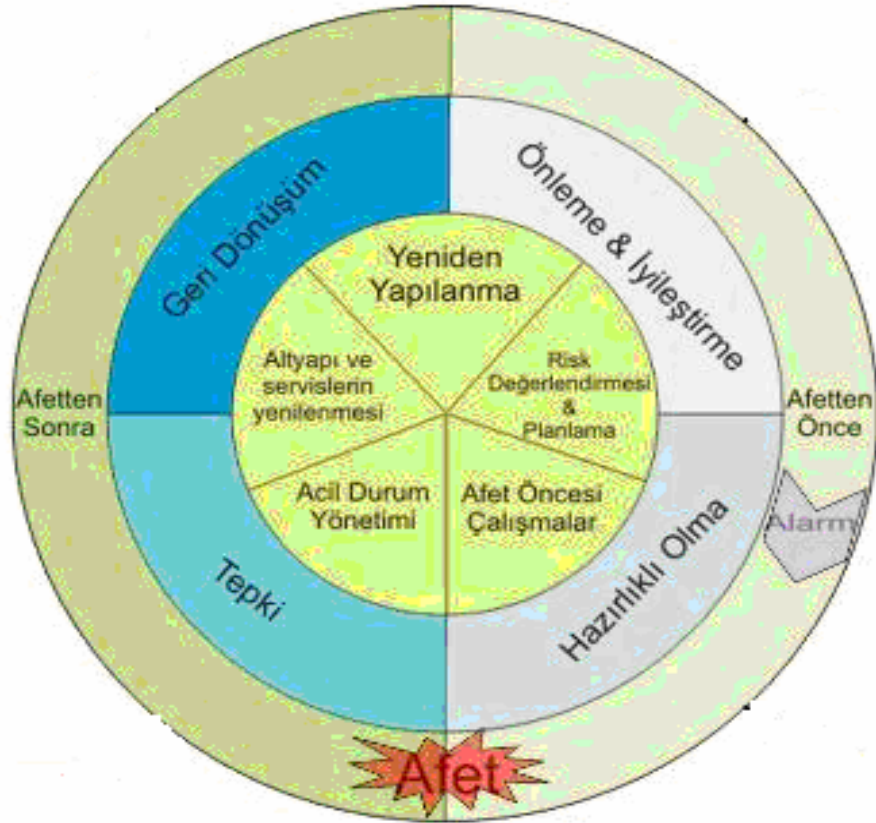 Geri Dönüşüm
Önleme & İyileştirme
Yeniden
Yapılanma
Altyapı ve
servislerin
yenilenmesi
Risk
Değerlendirmesi
&
Planlama
Afetten
Sonra
Afetten
Önce
Acil Durum
Yönetimi
Afet Öncesi
Çalışmalar
Alarm
Tepki
Hazırlıklı Olma
Afet